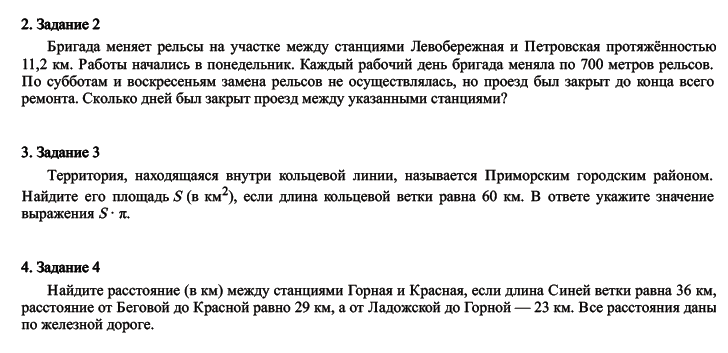 2. Задание 2
Бригада меняет рельсы на участке между станциями Левобережная и Петровская протяжённостью
11,2 км. Работы начались в понедельник. Каждый рабочий день бригада меняла по 700 метров рельсов.
По субботам и воскресеньям замена рельсов не осуществлялась, но проезд был закрыт до конца всего
ремонта. Сколько дней был закрыт проезд между указанными станциями?
3. Задание 3
Территория, находящаяся внутри кольцевой линии, называется Приморским городским районом.
Найдите его площадь S (в км²), если длина кольцевой ветки равна 60 км. В ответе укажите значение
выражения S · π.
4. Задание 4
Найдите расстояние (в км) между станциями Горная и Красная, если длина Синей ветки равна 36 км,
расстояние от Беговой до Красной равно 29 км, а от Ладожской до Горной — 23 км. Все расстояния даны
по железной дороге.